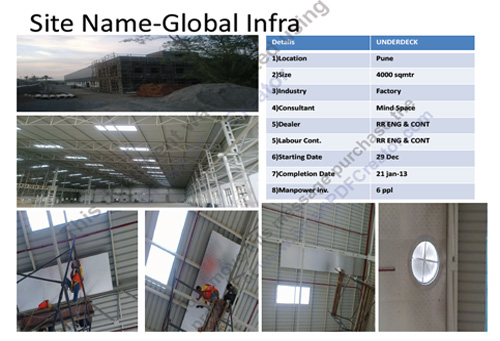 Site Name-Global Infra
Details UNDERDECK
1)Location Pune
2)Size 4000 sqmtr
3)Industry Factory
4)Consultant Mind Space
5)Dealer RR ENG & CONT
5)Labour Cont. RR ENG & CONT
6)Starting Date 29 Dec
7)Completion Date 21 jan-13
8)Manpower inv. 6 ppl